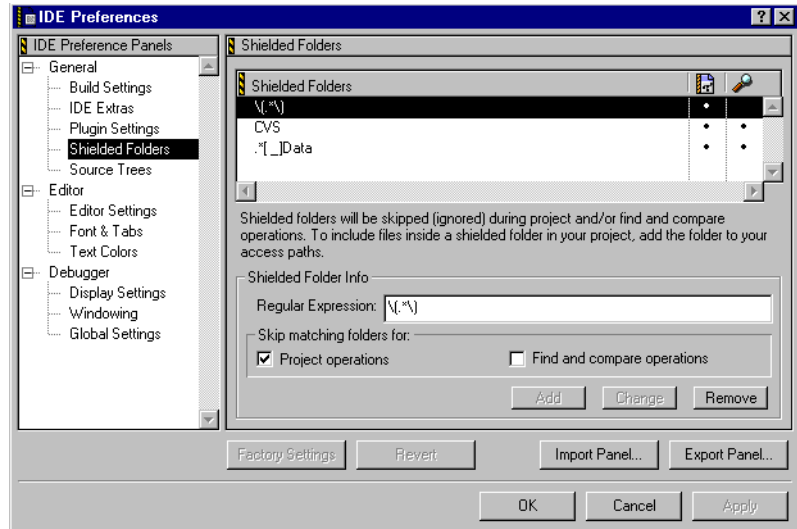 IDE Preferences
IDE Preference Panels
General
Build Settings
IDE Extras
Plugin Settings
Shielded Folders
Source Trees
Editor
Editor Settings
Font & Tabs
Text Colors
Debugger
Display Settings
Windowing
Global Settings
Shielded Folders
Shielded Folders
\(.*\)
CVS
.*[ _]Data
Shielded folders will be skipped (ignored) during project and/or find and compare
operations. To include files inside a shielded folder in your project, add the folder to your
access paths.
Shielded Folder Info
Regular Expression: \(.*\)
Skip matching folders for:
Project operations Find and compare operations
Add Change Remove
Factory Settings Revert Import Panel... Export Panel...
OK Cancel Apply